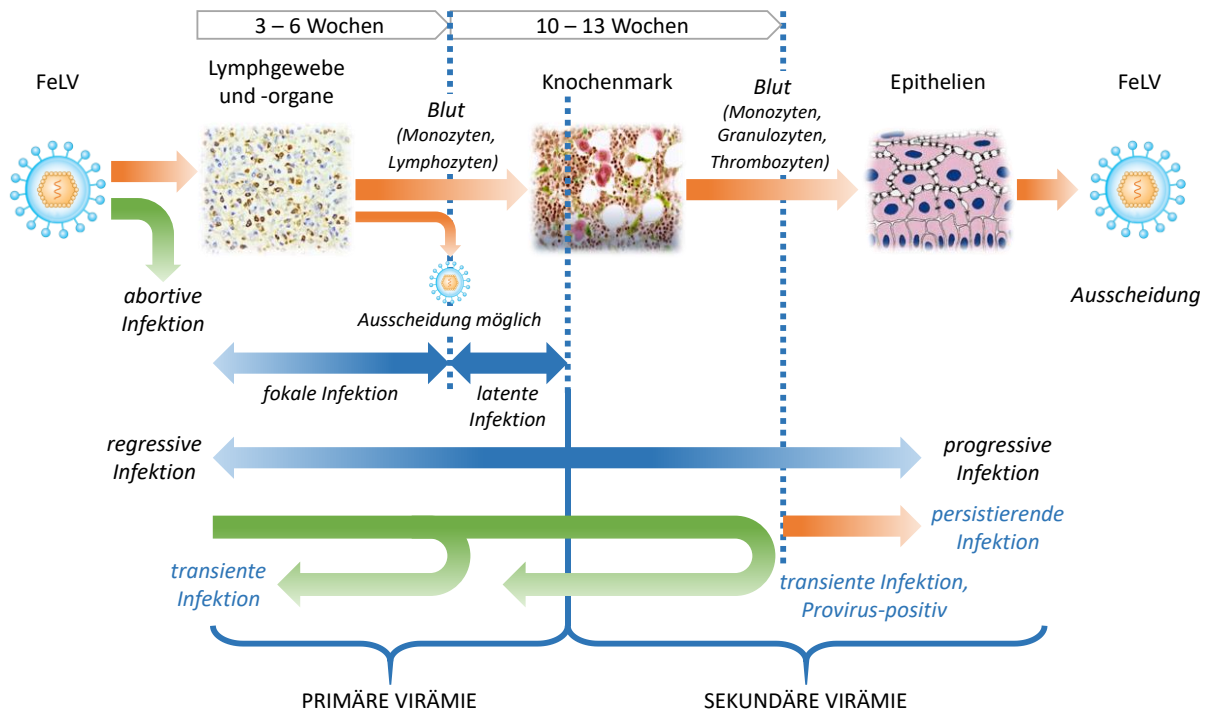 3 – 6 Wochen
10 – 13 Wochen
FeLV
Lymphgewebe
und -organe
Blut
(Monozyten,
Lymphozyten)
Knochenmark
Blut
(Monozyten,
Granulozyten,
Thrombozyten)
Epithelien
FeLV
abortive
Infektion
Ausscheidung möglich
Ausscheidung
fokale Infektion
latente
Infektion
regressive
Infektion
progressive
Infektion
persistierende
Infektion
transiente
Infektion
transiente Infektion,
Provirus-positiv
PRIMÄRE VIRÄMIE
SEKUNDÄRE VIRÄMIE